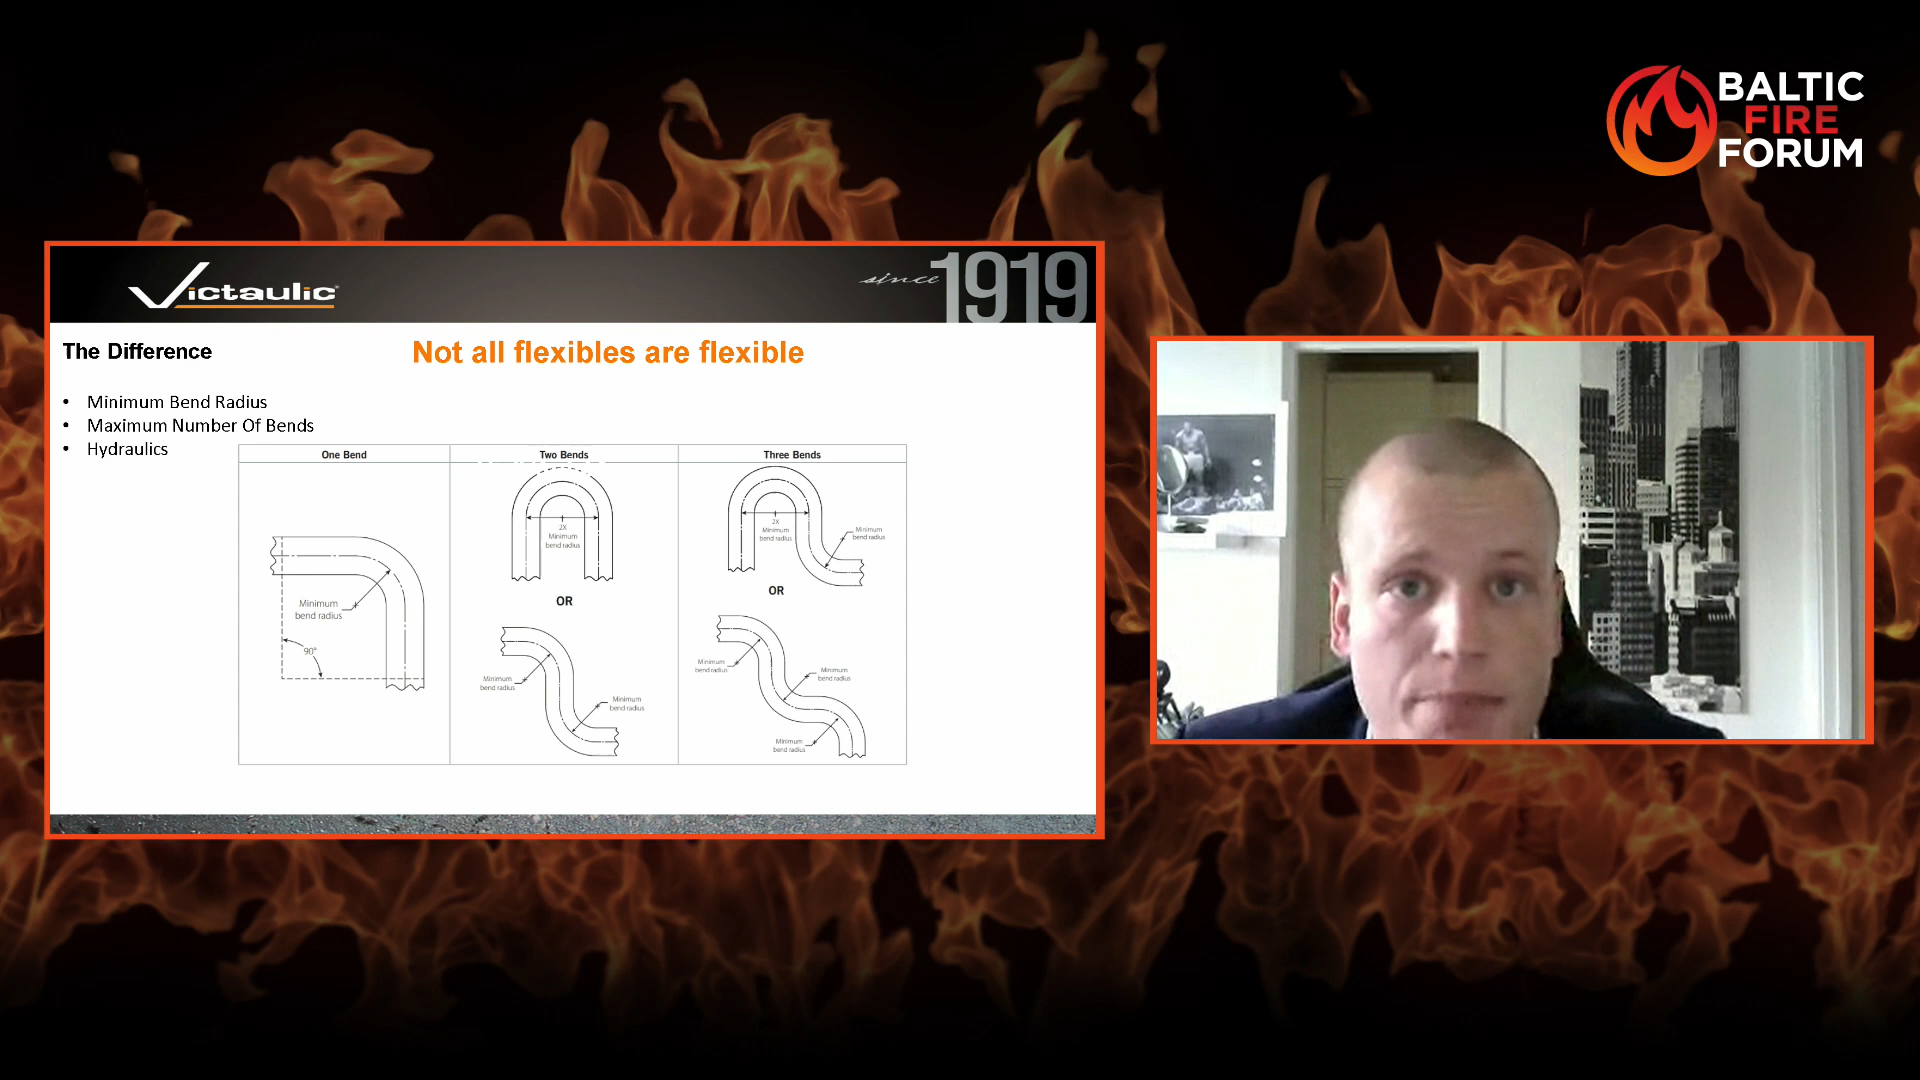 BALTIC
FIRE
FORUM
Victaulic
since 1919
The Difference
Not all flexibles are flexible
• Minimum Bend Radius
• Maximum Number Of Bends
• Hydraulics
One Bend
Two Bends
Three Bends
Minimum
bend radius
90°
2X
Minimum
bend radius
OR
Minimum
bend radius
Minimum
bend radius
2X
Minimum
bend radius
Minimum
bend radius
OR
Minimum
bend radius
Minimum
bend radius
Minimum
bend radius